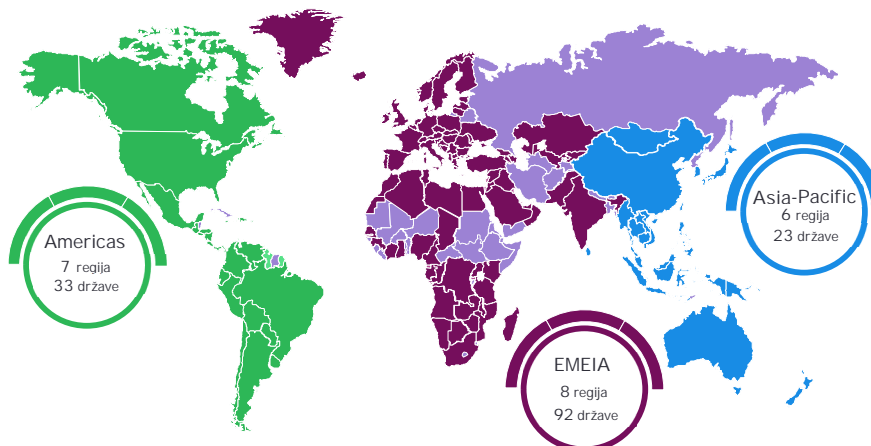 Americas
7 regija
33 države
Asia-Pacific
6 regija
23 države
EMEIA
8 regija
92 države